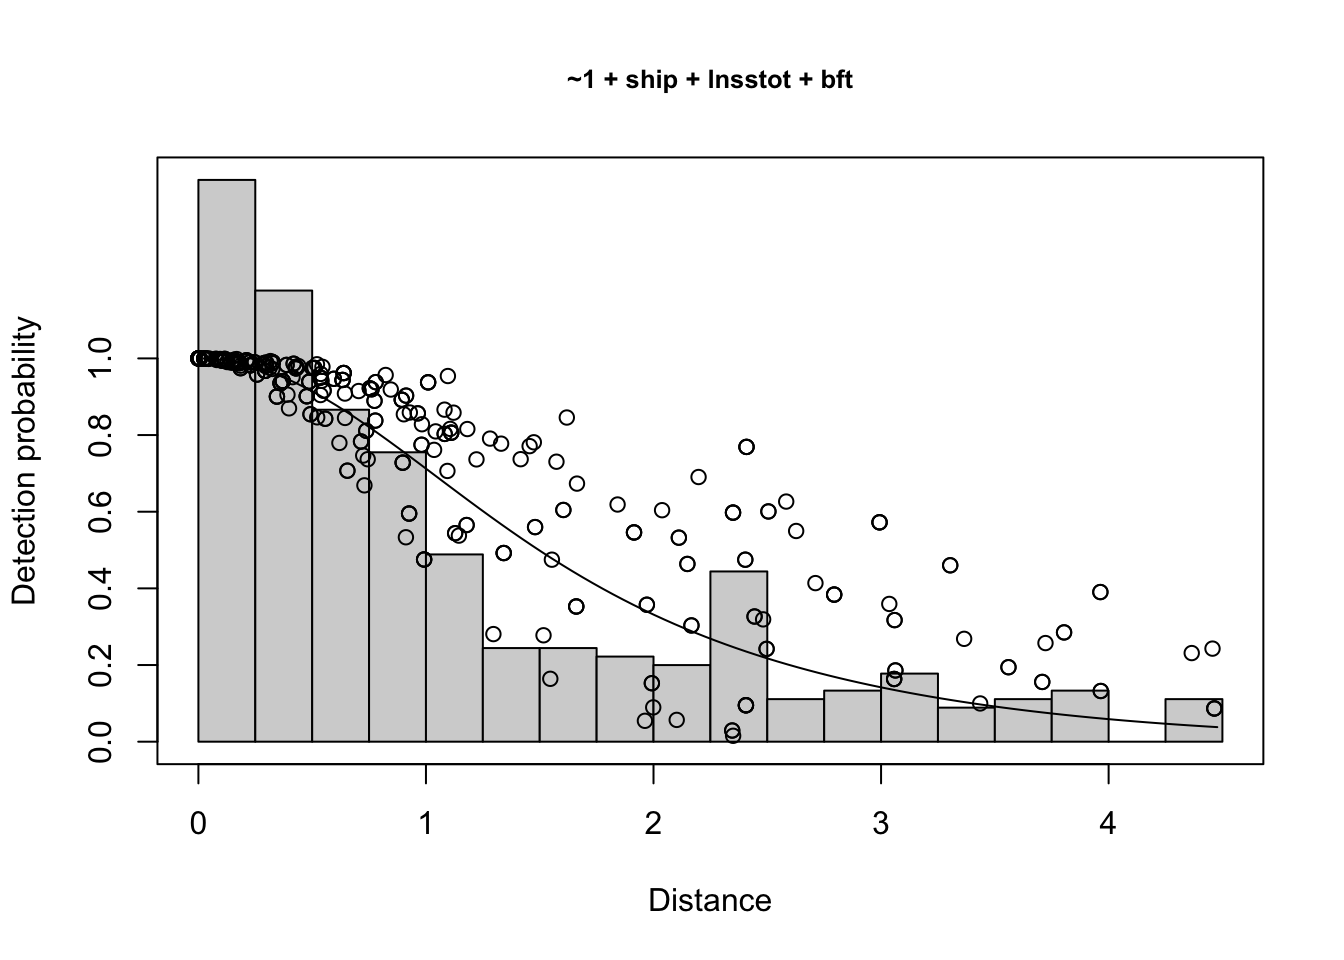 ~1 + ship + lnsstot + bft
Detection probability
1.0
0.8
0.6
0.4
0.2
0.0
0 1 2 3 4
Distance